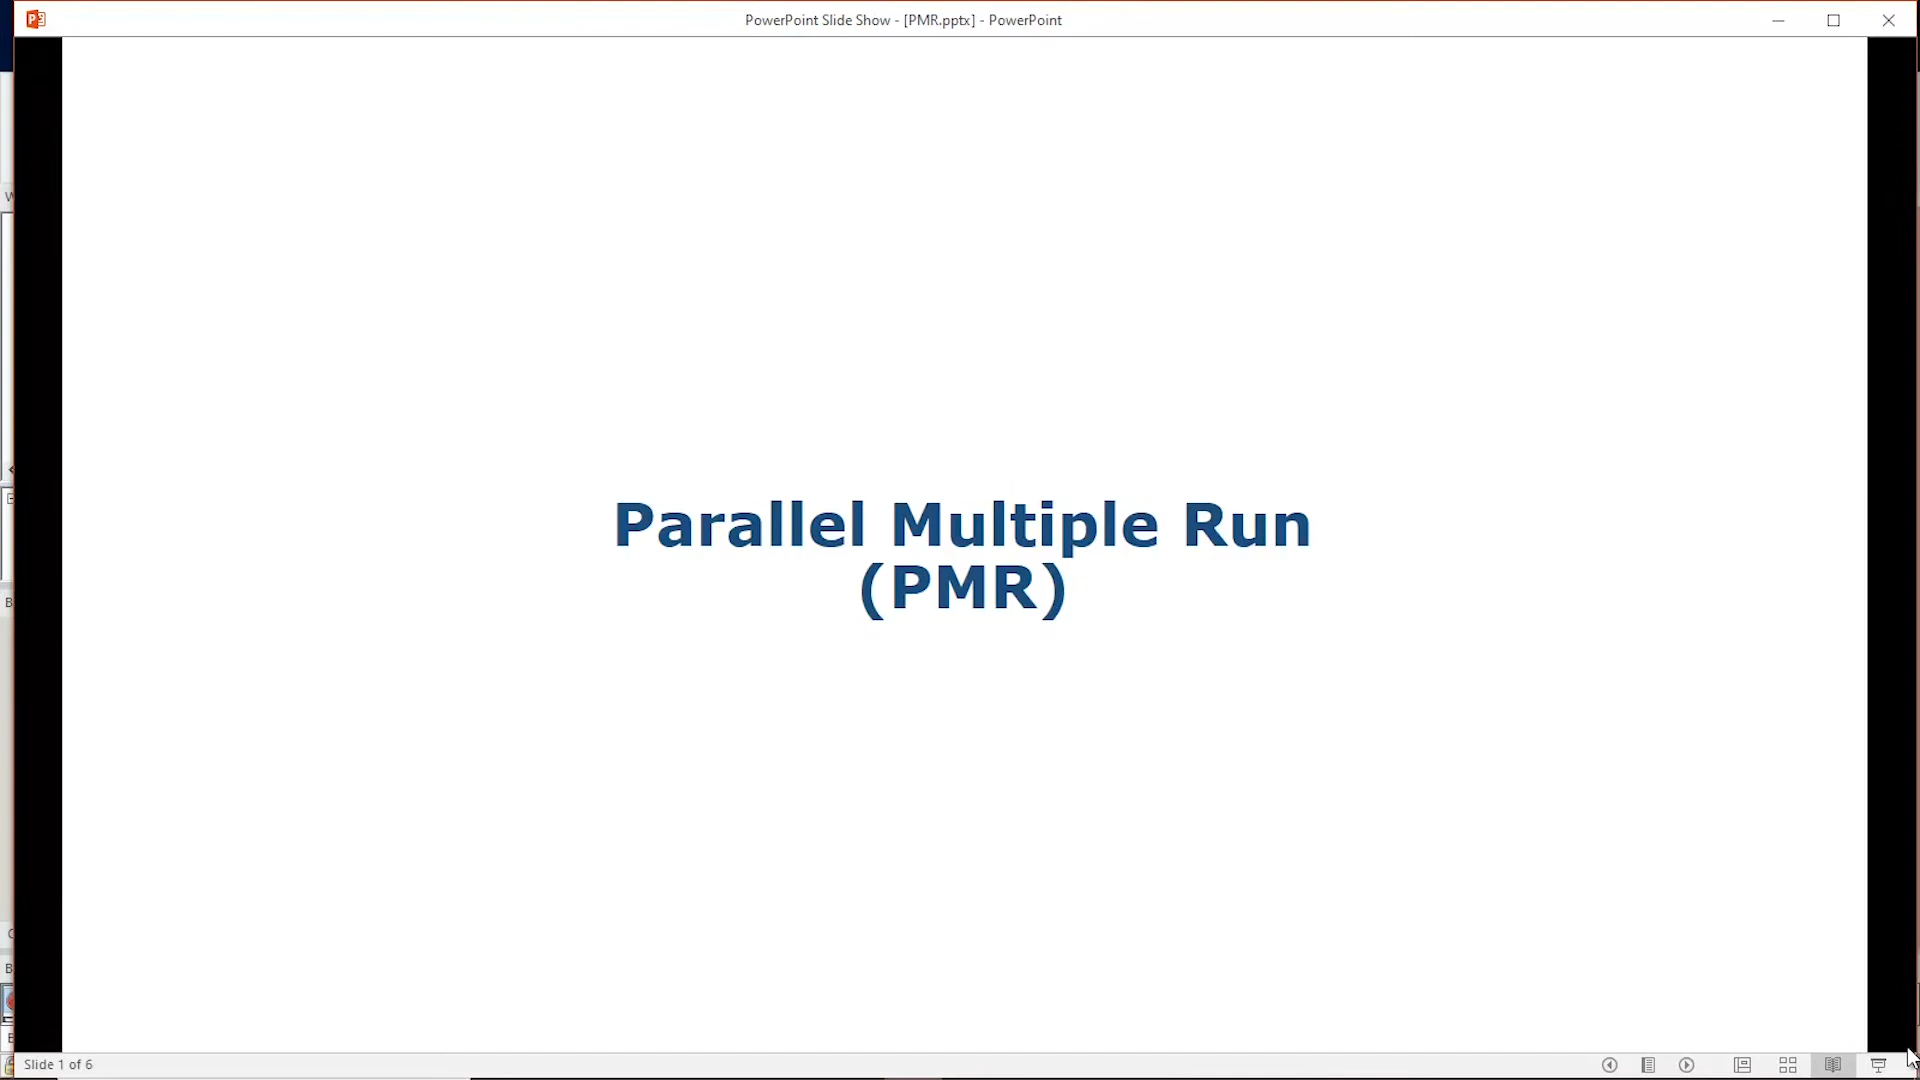 PowerPoint Slide Show - [PMR.pptx] - PowerPoint
Parallel Multiple Run
(PMR)
Slide 1 of 6